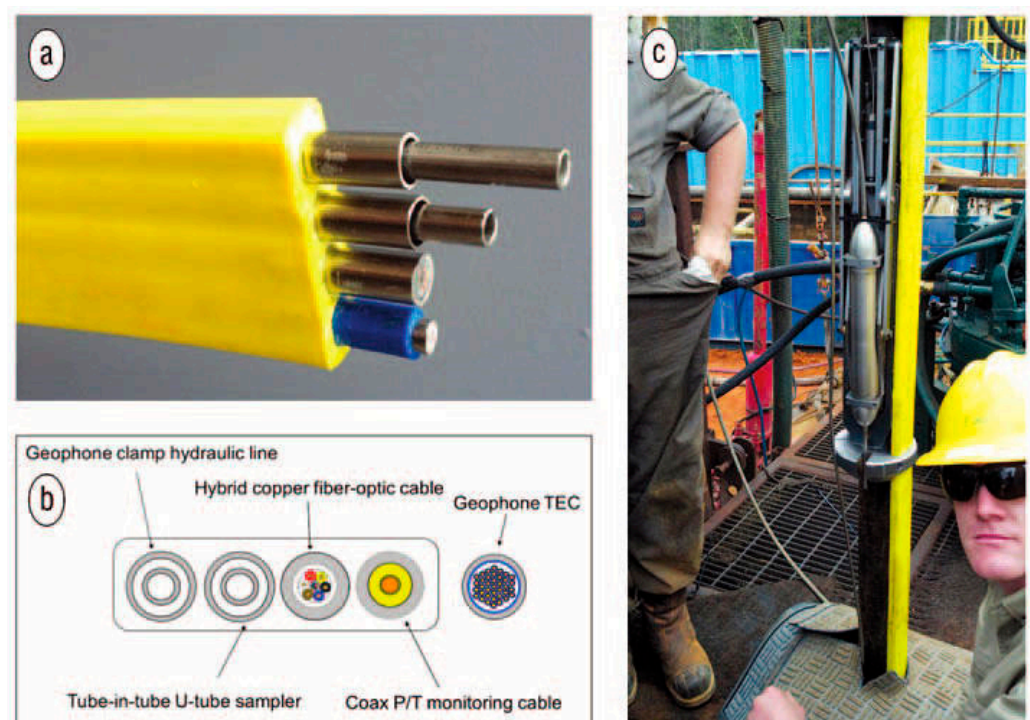 a
c
b
Geophone clamp hydraulic line
Hybrid copper fiber-optic cable
Geophone TEC
Tube-in-tube U-tube sampler
Coax P/T monitoring cable